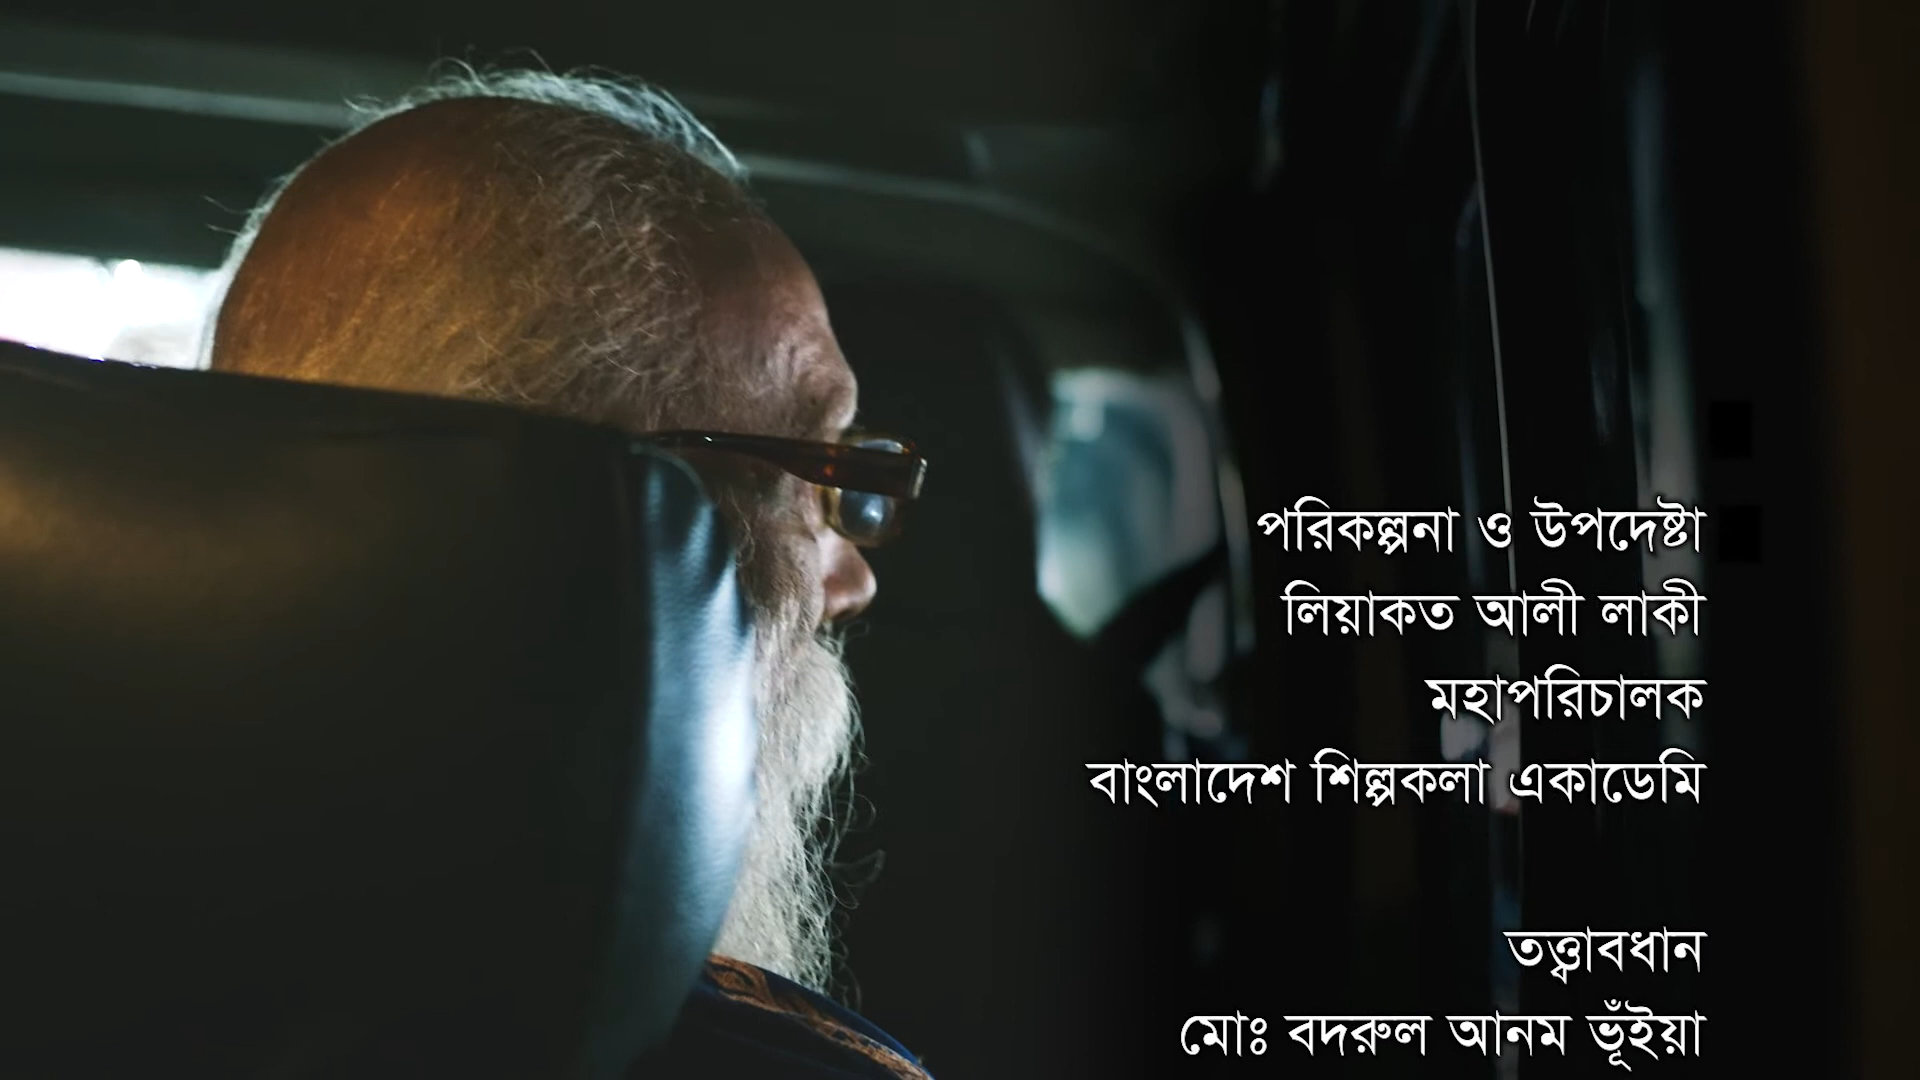 পরিকল্পনা ও উপদেষ্টা
লিয়াকত আলী লাকী
মহাপরিচালক
বাংলাদেশ শিল্পকলা একাডেমি
তত্ত্বাবধান
মোঃ বদরুল আনম ভূঁইয়া